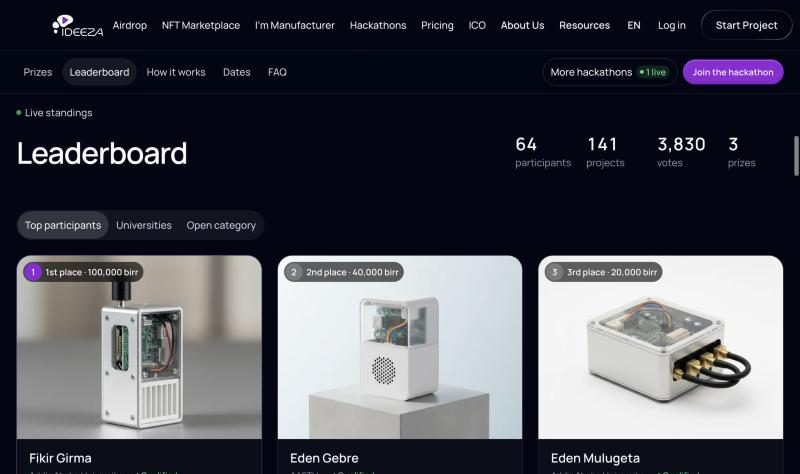 IDEEZA
Airdrop
NFT Marketplace
I'm Manufacturer
Hackathons
Pricing
ICO
About Us
Resources
EN
Log in
Start Project
Prizes
Leaderboard
How it works
Dates
FAQ
More hackathons
1 live
Join the hackathon
Live standings
Leaderboard
64
participants
141
projects
3,830
votes
3
prizes
Top participants
Universities
Open category
1
1st place · 100,000 birr
2
2nd place · 40,000 birr
3
3rd place · 20,000 birr
Fikir Girma
Eden Gebre
Eden Mulugeta